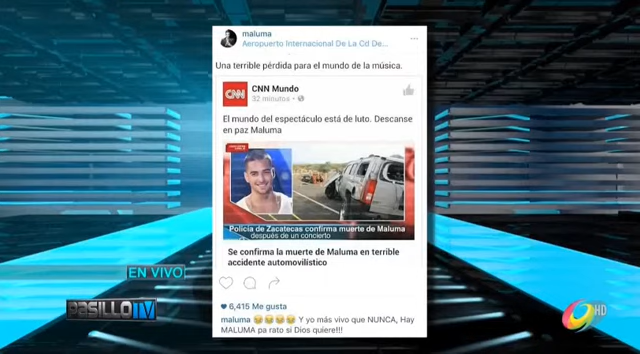 maluma
Aeropuerto Internacional De La Cd De...
Una terrible pérdida para el mundo de la música.
CNN
CNN Mundo
32 minutos •
El mundo del espectáculo está de luto. Descanse
en paz Maluma
Policía de Zacatecas confirma muerte de Maluma
después de un concierto
Se confirma la muerte de Maluma en terrible
accidente automovilístico
6,415 Me gusta
maluma 😂😂😂😂 Y yo más vivo que NUNCA, Hay
MALUMA pa rato si Dios quiere!!!
EN VIVO
PASILLO TV
HD